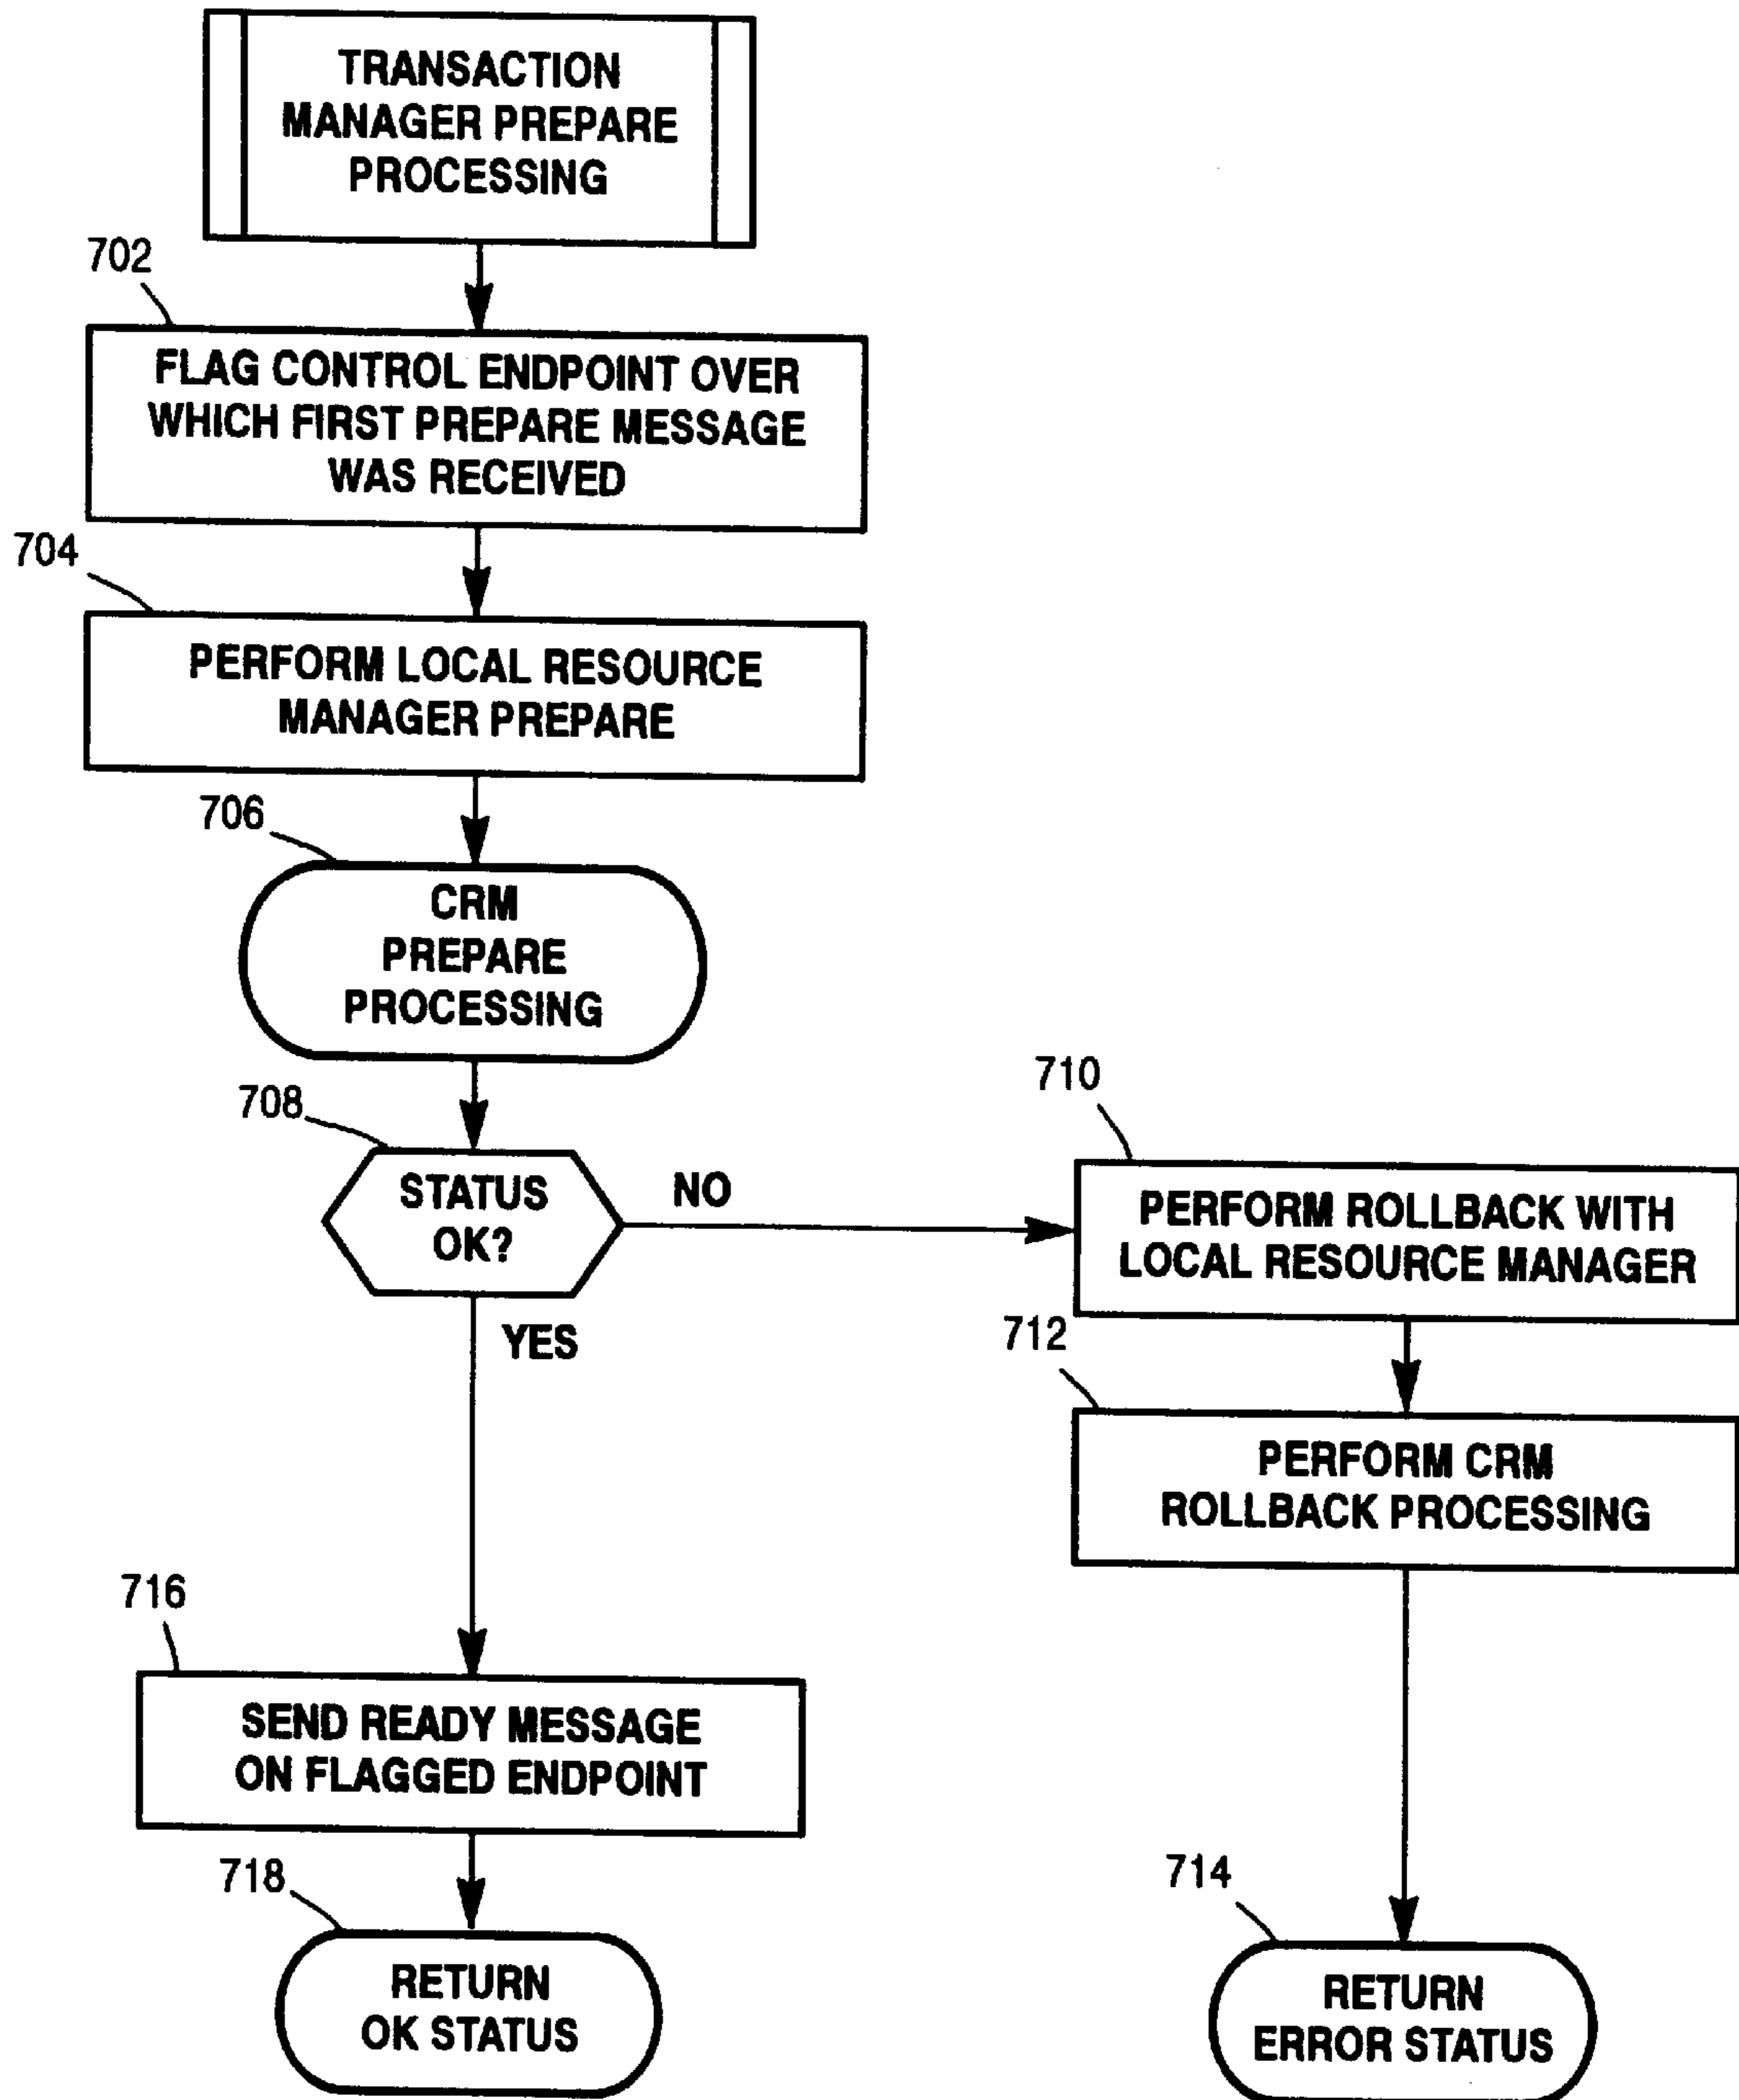 TRANSACTION
MANAGER PREPARE
PROCESSING
702
FLAG CONTROL ENDPOINT OVER
WHICH FIRST PREPARE MESSAGE
WAS RECEIVED
704
PERFORM LOCAL RESOURCE
MANAGER PREPARE
706
CRM
PREPARE
PROCESSING
708
STATUS
OK?
NO
YES
710
PERFORM ROLLBACK WITH
LOCAL RESOURCE MANAGER
712
PERFORM CRM
ROLLBACK PROCESSING
716
SEND READY MESSAGE
ON FLAGGED ENDPOINT
718
RETURN
OK STATUS
714
RETURN
ERROR STATUS